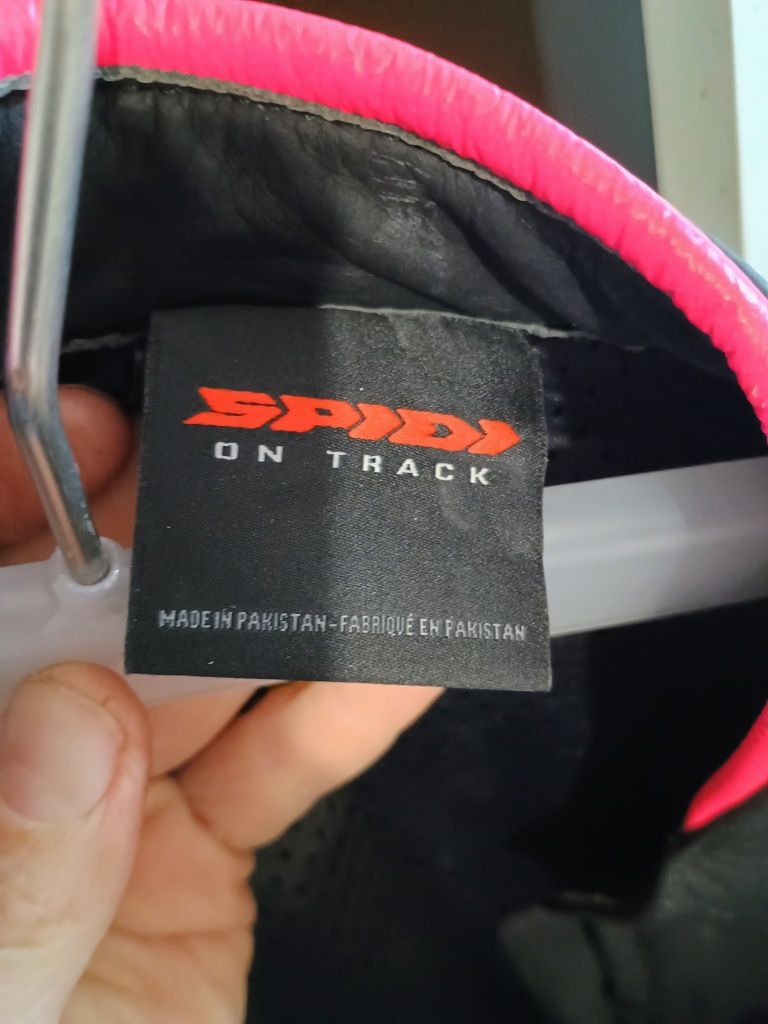 SPIDI
ON TRACK
MADE IN PAKISTAN-FABRIQUÉ EN PAKISTAN